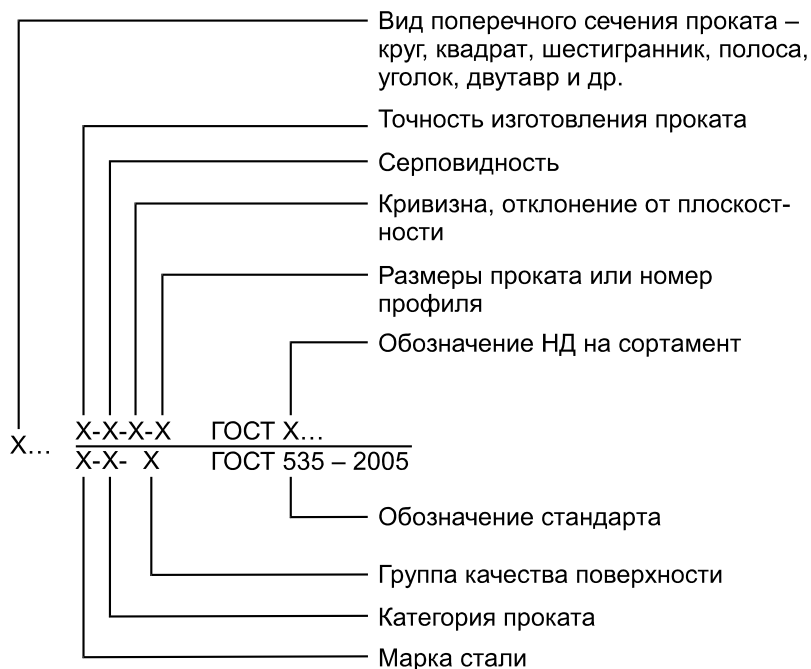 Вид поперечного сечения проката –
круг, квадрат, шестигранник, полоса,
уголок, двутавр и др.
Точность изготовления проката
Серповидность
Кривизна, отклонение от плоскост-
ности
Размеры проката или номер
профиля
Обозначение НД на сортамент
Х... Х-Х-Х-Х ГОСТ Х...
Х-Х- Х ГОСТ 535 – 2005
Обозначение стандарта
Группа качества поверхности
Категория проката
Марка стали